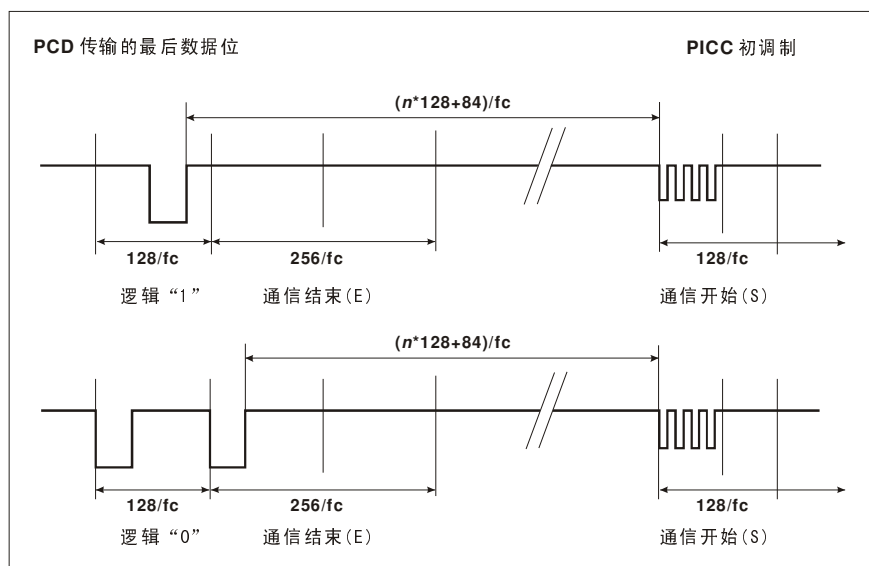 PCD 传输的最后数据位
PICC 初调制
(n*128+84)/fc
128/fc
256/fc
128/fc
逻辑“1”
通信结束(E)
通信开始(S)
(n*128+84)/fc
128/fc
256/fc
128/fc
逻辑“0”
通信结束(E)
通信开始(S)